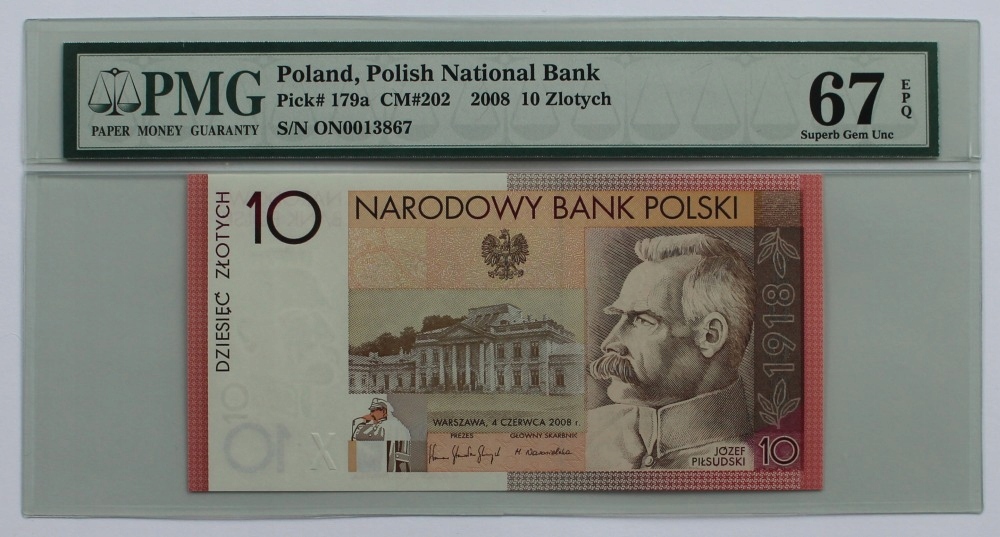 PMG
PAPER MONEY GUARANTY
Poland, Polish National Bank
Pick# 179a CM#202 2008 10 Zlotych
S/N ON0013867
67 EPQ
Superb Gem Unc
DZIESIĘĆ ZŁOTYCH
10
NARODOWY BANK POLSKI
1918
WARSZAWA, 4 CZERWCA 2008 r.
PREZES GŁÓWNY SKARBNIK
JÓZEF
PIŁSUDSKI
10
10
X